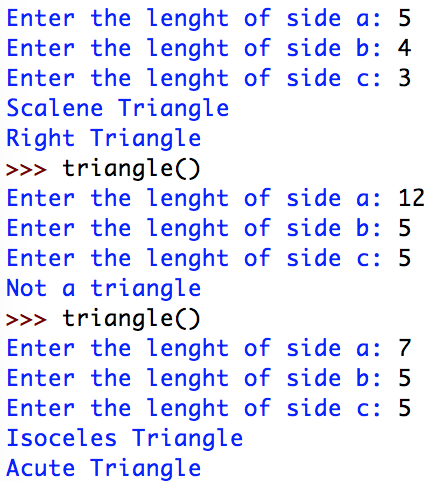 Enter the lenght of side a: 5
Enter the lenght of side b: 4
Enter the lenght of side c: 3
Scalene Triangle
Right Triangle
>>> triangle()
Enter the lenght of side a: 12
Enter the lenght of side b: 5
Enter the lenght of side c: 5
Not a triangle
>>> triangle()
Enter the lenght of side a: 7
Enter the lenght of side b: 5
Enter the lenght of side c: 5
Isoceles Triangle
Acute Triangle